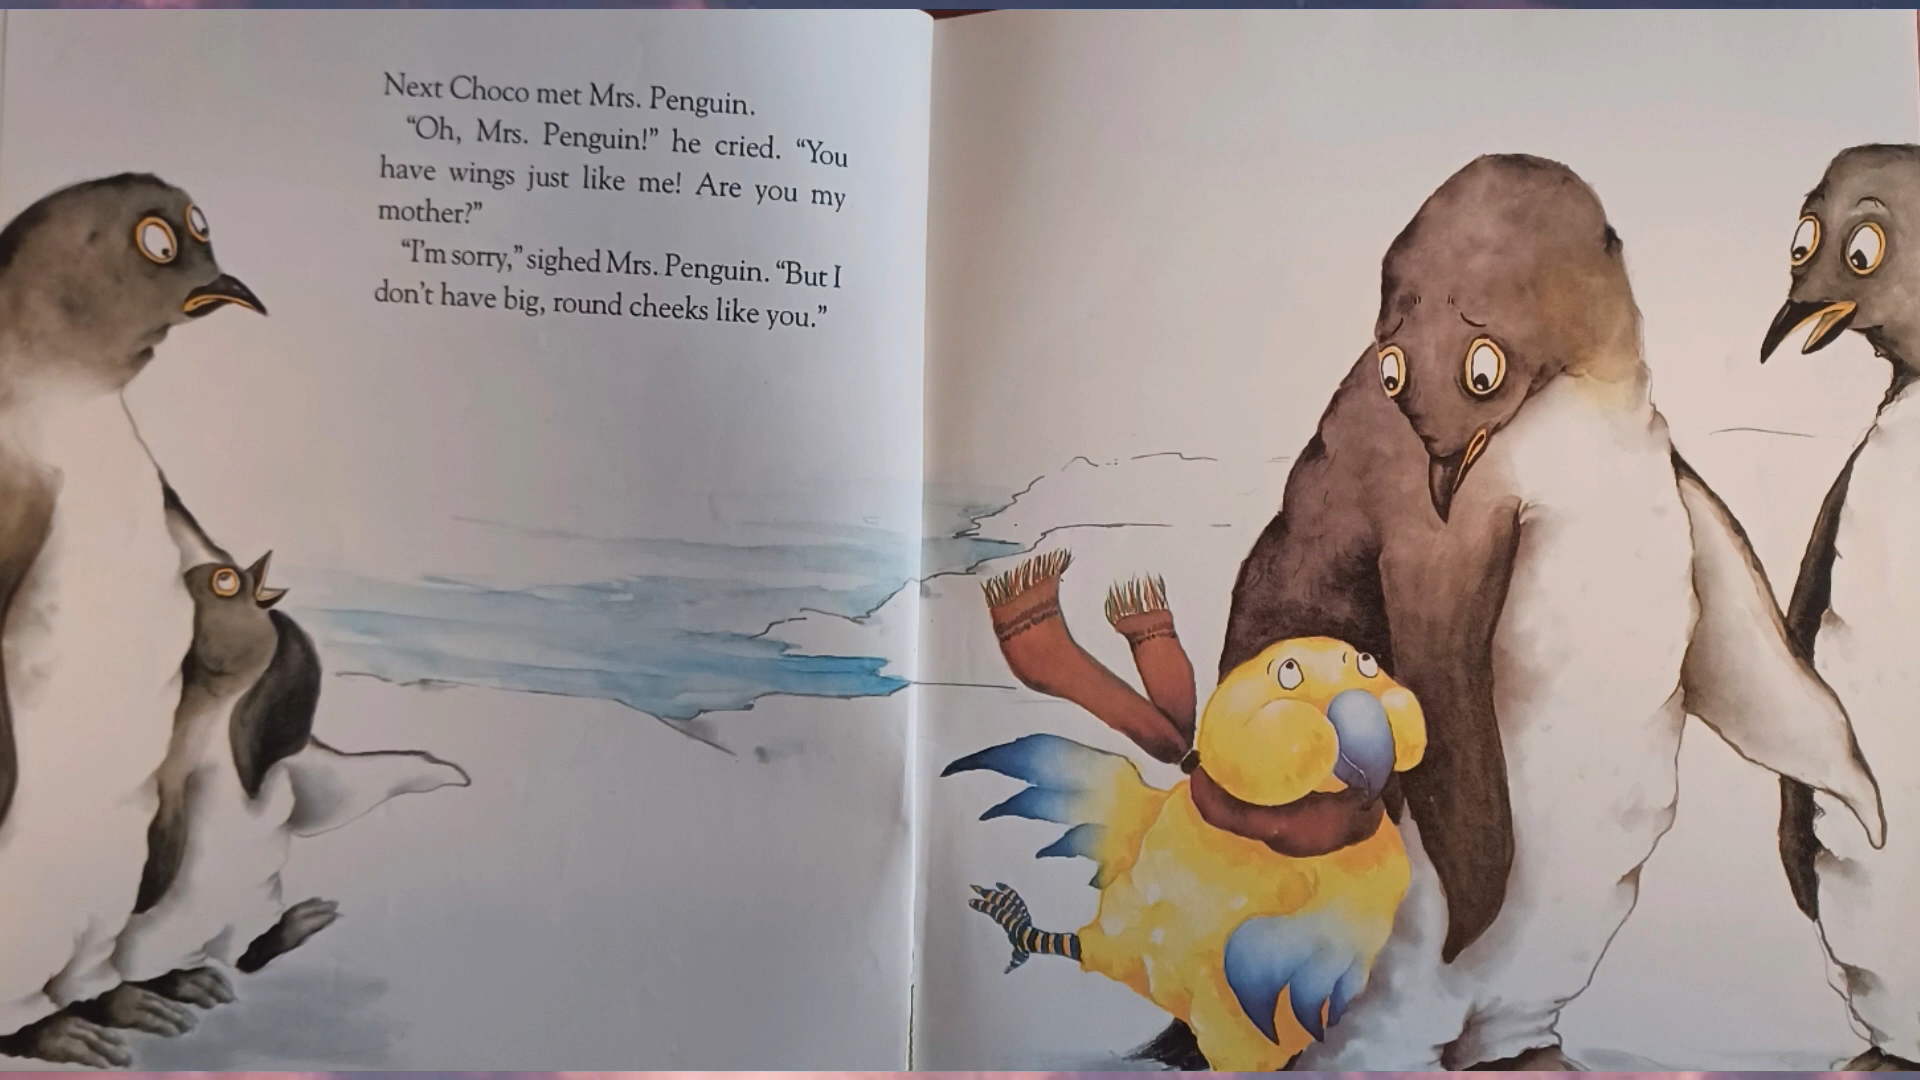 Next Choco met Mrs. Penguin.
“Oh, Mrs. Penguin!” he cried. “You
have wings just like me! Are you my
mother?”
“I'm sorry,” sighed Mrs. Penguin. “But I
don't have big, round cheeks like you.”